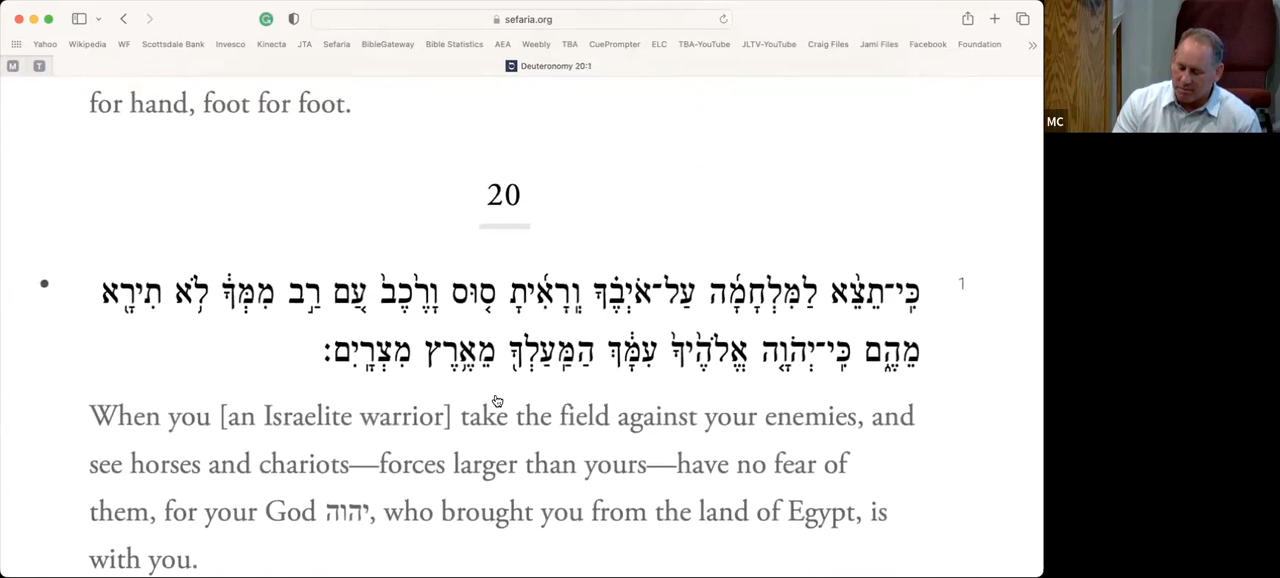 sefaria.org
Yahoo Wikipedia WF Scottsdale Bank Invesco Kinecta JTA Sefaria BibleGateway Bible Statistics AEA Weebly TBA CuePrompter ELC TBA-YouTube JLTV-YouTube Craig Files Jami Files Facebook Foundation
M T Deuteronomy 20:1
for hand, foot for foot.
MC
20
1
כִּֽי־תֵצֵ֨א לַמִּלְחָמָ֜ה עַל־אֹיְבֶ֗ךָ וְֽרָאִ֜יתָ ס֤וּס וָרֶ֙כֶב֙ עַ֚ם רַ֣ב מִמְּךָ֔ לֹ֥א תִירָ֖א
מֵהֶ֑ם כִּֽי־יְהֹוָ֤ה אֱלֹהֶ֙יךָ֙ עִמָּ֔ךְ הַמַּֽעַלְךָ֖ מֵאֶ֥רֶץ מִצְרָֽיִם׃
When you [an Israelite warrior] take the field against your enemies, and
see horses and chariots—forces larger than yours—have no fear of
them, for your God יהוה, who brought you from the land of Egypt, is
with you.